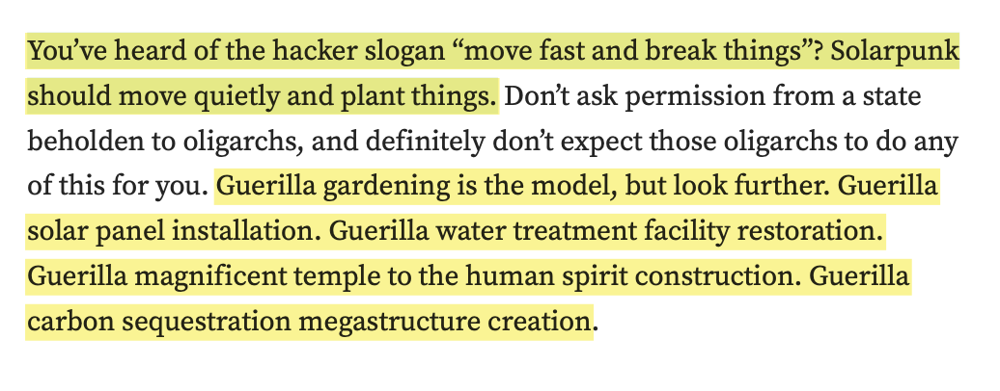 You’ve heard of the hacker slogan “move fast and break things”? Solarpunk
should move quietly and plant things. Don’t ask permission from a state
beholden to oligarchs, and definitely don’t expect those oligarchs to do any
of this for you. Guerilla gardening is the model, but look further. Guerilla
solar panel installation. Guerilla water treatment facility restoration.
Guerilla magnificent temple to the human spirit construction. Guerilla
carbon sequestration megastructure creation.